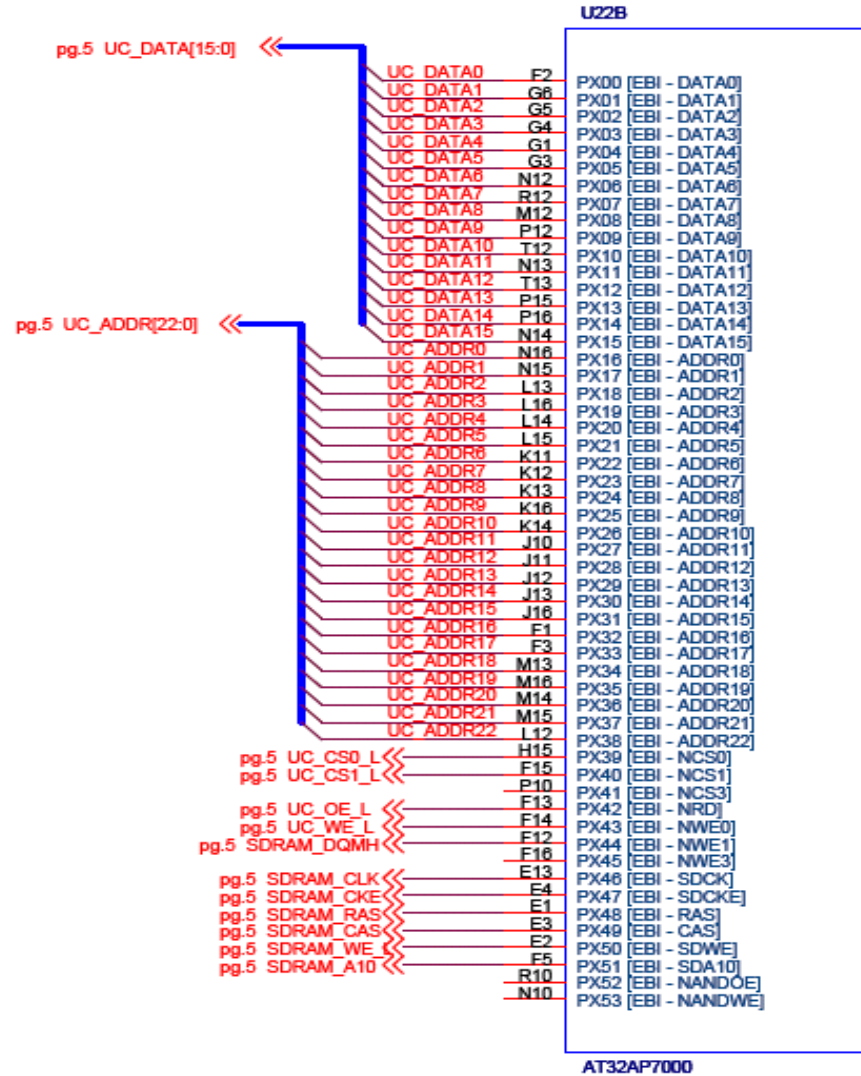 U22B
pg.5 UC_DATA[15:0]
UC_DATA0 F2 PX00 [EBI - DATA0]
UC_DATA1 G6 PX01 [EBI - DATA1]
UC_DATA2 G5 PX02 [EBI - DATA2]
UC_DATA3 G4 PX03 [EBI - DATA3]
UC_DATA4 G1 PX04 [EBI - DATA4]
UC_DATA5 G3 PX05 [EBI - DATA5]
UC_DATA6 N12 PX06 [EBI - DATA6]
UC_DATA7 R12 PX07 [EBI - DATA7]
UC_DATA8 M12 PX08 [EBI - DATA8]
UC_DATA9 P12 PX09 [EBI - DATA9]
UC_DATA10 T12 PX10 [EBI - DATA10]
UC_DATA11 N13 PX11 [EBI - DATA11]
UC_DATA12 T13 PX12 [EBI - DATA12]
UC_DATA13 P15 PX13 [EBI - DATA13]
UC_DATA14 P16 PX14 [EBI - DATA14]
UC_DATA15 N14 PX15 [EBI - DATA15]
pg.5 UC_ADDR[22:0]
UC_ADDR0 N16 PX16 [EBI - ADDR0]
UC_ADDR1 N15 PX17 [EBI - ADDR1]
UC_ADDR2 L13 PX18 [EBI - ADDR2]
UC_ADDR3 L16 PX19 [EBI - ADDR3]
UC_ADDR4 L14 PX20 [EBI - ADDR4]
UC_ADDR5 L15 PX21 [EBI - ADDR5]
UC_ADDR6 K11 PX22 [EBI - ADDR6]
UC_ADDR7 K12 PX23 [EBI - ADDR7]
UC_ADDR8 K13 PX24 [EBI - ADDR8]
UC_ADDR9 K16 PX25 [EBI - ADDR9]
UC_ADDR10 K14 PX26 [EBI - ADDR10]
UC_ADDR11 J10 PX27 [EBI - ADDR11]
UC_ADDR12 J11 PX28 [EBI - ADDR12]
UC_ADDR13 J12 PX29 [EBI - ADDR13]
UC_ADDR14 J13 PX30 [EBI - ADDR14]
UC_ADDR15 J16 PX31 [EBI - ADDR15]
UC_ADDR16 F1 PX32 [EBI - ADDR16]
UC_ADDR17 F3 PX33 [EBI - ADDR17]
UC_ADDR18 M13 PX34 [EBI - ADDR18]
UC_ADDR19 M16 PX35 [EBI - ADDR19]
UC_ADDR20 M14 PX36 [EBI - ADDR20]
UC_ADDR21 M15 PX37 [EBI - ADDR21]
UC_ADDR22 L12 PX38 [EBI - ADDR22]
pg.5 UC_CS0_L H15 PX39 [EBI - NCS0]
pg.5 UC_CS1_L F15 PX40 [EBI - NCS1]
P10 PX41 [EBI - NCS3]
pg.5 UC_OE_L F13 PX42 [EBI - NRD]
pg.5 UC_WE_L F14 PX43 [EBI - NWE0]
pg.5 SDRAM_DQMH F12 PX44 [EBI - NWE1]
F16 PX45 [EBI - NWE3]
pg.5 SDRAM_CLK E13 PX46 [EBI - SDCK]
pg.5 SDRAM_CKE E4 PX47 [EBI - SDCKE]
pg.5 SDRAM_RAS E1 PX48 [EBI - RAS]
pg.5 SDRAM_CAS E3 PX49 [EBI - CAS]
pg.5 SDRAM_WE_L E2 PX50 [EBI - SDWE]
pg.5 SDRAM_A10 F5 PX51 [EBI - SDA10]
R10 PX52 [EBI - NANDOE]
N10 PX53 [EBI - NANDWE]
AT32AP7000